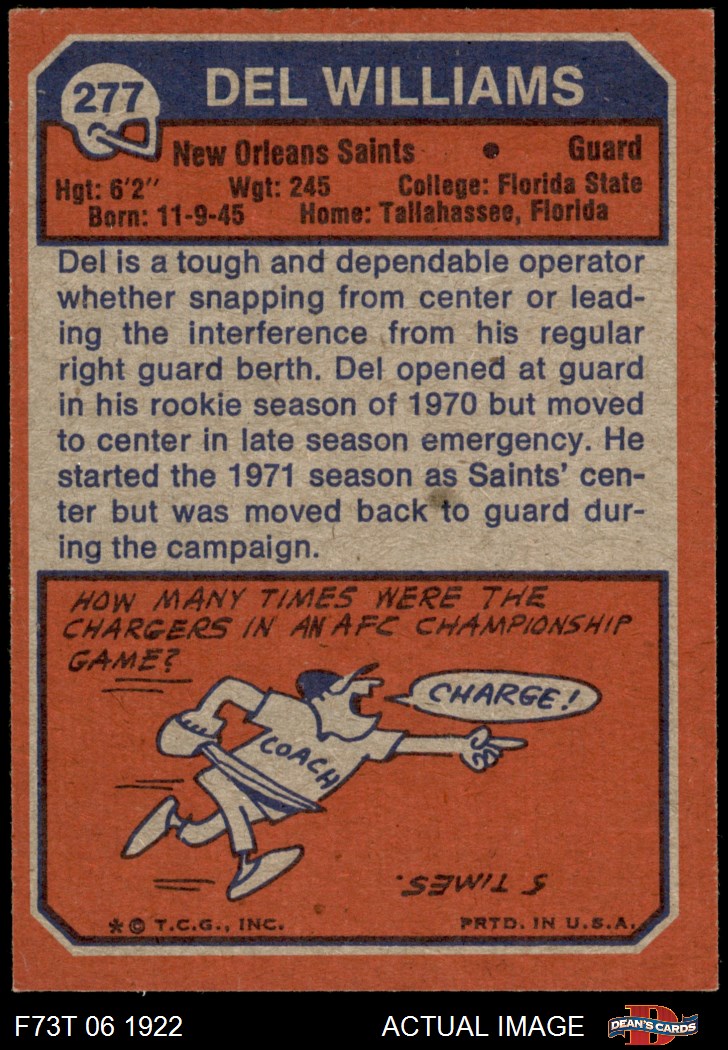 277
DEL WILLIAMS
New Orleans Saints • Guard
Hgt: 6'2" Wgt: 245 College: Florida State
Born: 11-9-45 Home: Tallahassee, Florida
Del is a tough and dependable operator
whether snapping from center or lead-
ing the interference from his regular
right guard berth. Del opened at guard
in his rookie season of 1970 but moved
to center in late season emergency. He
started the 1971 season as Saints' cen-
ter but was moved back to guard dur-
ing the campaign.
HOW MANY TIMES WERE THE
CHARGERS IN AN AFC CHAMPIONSHIP
GAME?
CHARGE!
COACH
5 TIMES.
* © T.C.G., INC. PRTD. IN U.S.A.
F73T 06 1922 ACTUAL IMAGE D DEAN'S CARDS